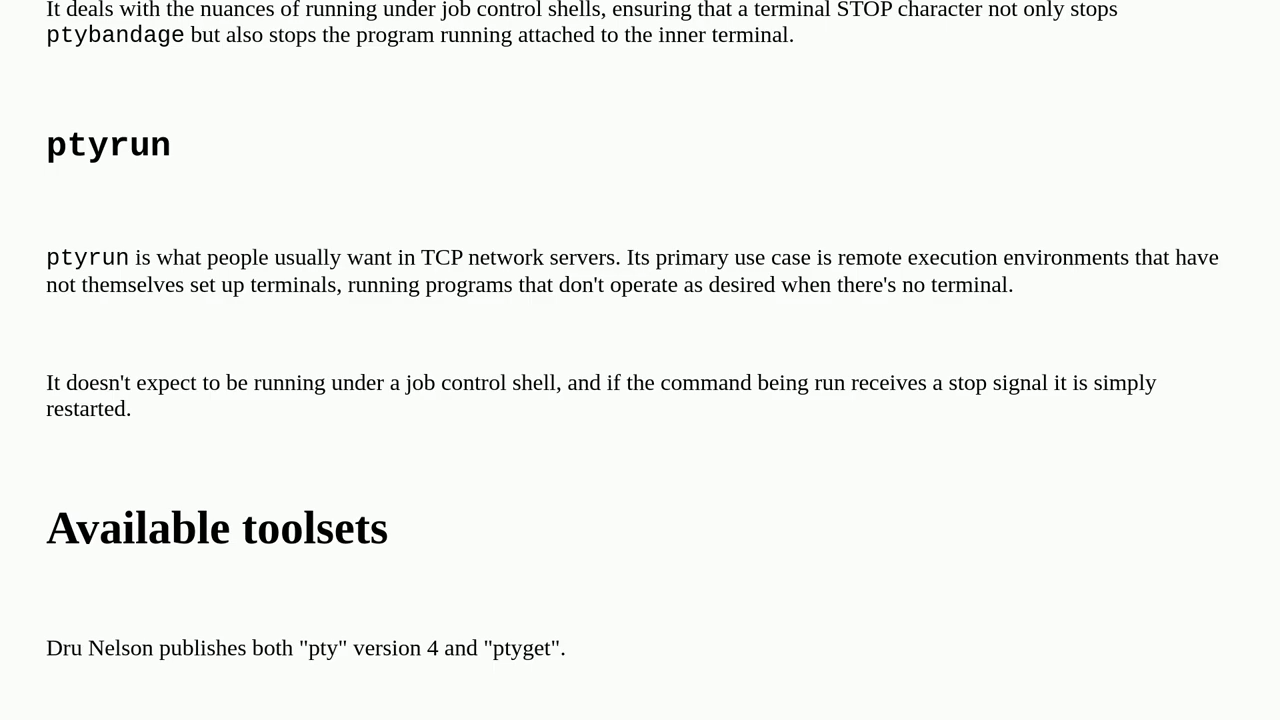 It deals with the nuances of running under job control shells, ensuring that a terminal STOP character not only stops
ptybandage but also stops the program running attached to the inner terminal.
ptyrun
ptyrun is what people usually want in TCP network servers. Its primary use case is remote execution environments that have
not themselves set up terminals, running programs that don't operate as desired when there's no terminal.
It doesn't expect to be running under a job control shell, and if the command being run receives a stop signal it is simply
restarted.
Available toolsets
Dru Nelson publishes both "pty" version 4 and "ptyget".